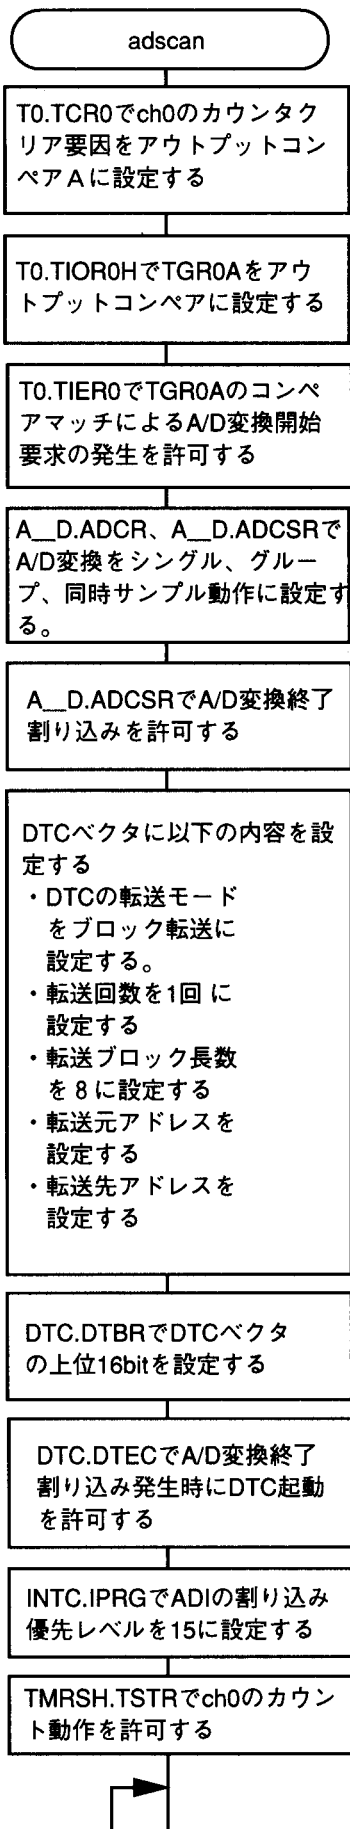 adscan
T0.TCR0でch0のカウンタク
リア要因をアウトプットコン
ペアAに設定する
T0.TIOR0HでTGR0Aをアウ
トプットコンペアに設定する
T0.TIER0でTGR0Aのコンペ
アマッチによるA/D変換開始
要求の発生を許可する
A__D.ADCR、A__D.ADCSRで
A/D変換をシングル、グルー
プ、同時サンプル動作に設定す
る。
A__D.ADCSRでA/D変換終了
割り込みを許可する
DTCベクタに以下の内容を設
定する
・DTCの転送モード
をブロック転送に
設定する。
・転送回数を1回 に
設定する
・転送ブロック長数
を8に設定する
・転送元アドレスを
設定する
・転送先アドレスを
設定する
DTC.DTBRでDTCベクタ
の上位16bitを設定する
DTC.DTECでA/D変換終了
割り込み発生時にDTC起動
を許可する
INTC.IPRGでADIの割り込み
優先レベルを15に設定する
TMRSH.TSTRでch0のカウン
ト動作を許可する